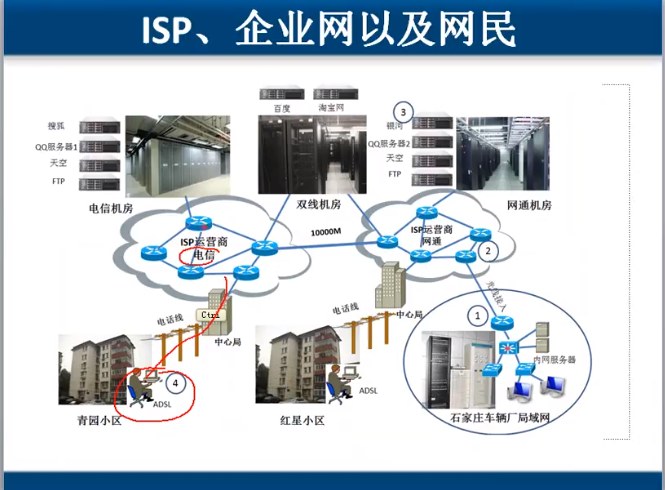 ISP、企业网以及网民
百度
淘宝网
③
搜狐
QQ服务器1
天空
FTP
银河
QQ服务器2
天空
FTP
电信机房
双线机房
网通机房
ISP运营商
电信
10000M
ISP运营商
网通
②
光线接入
电话线
Ctrl
中心局
电话线
中心局
①
内网服务器
④
ADSL
ADSL
青园小区
红星小区
石家庄车辆厂局域网